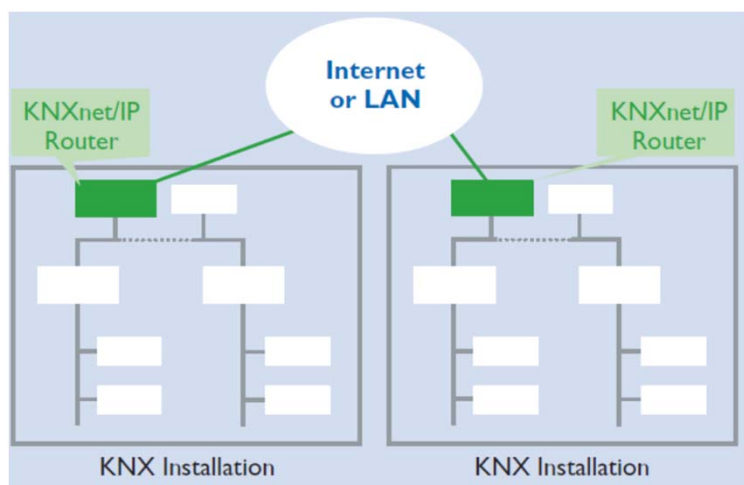 Internet
or LAN
KNXnet/IP
Router
KNXnet/IP
Router
KNX Installation
KNX Installation